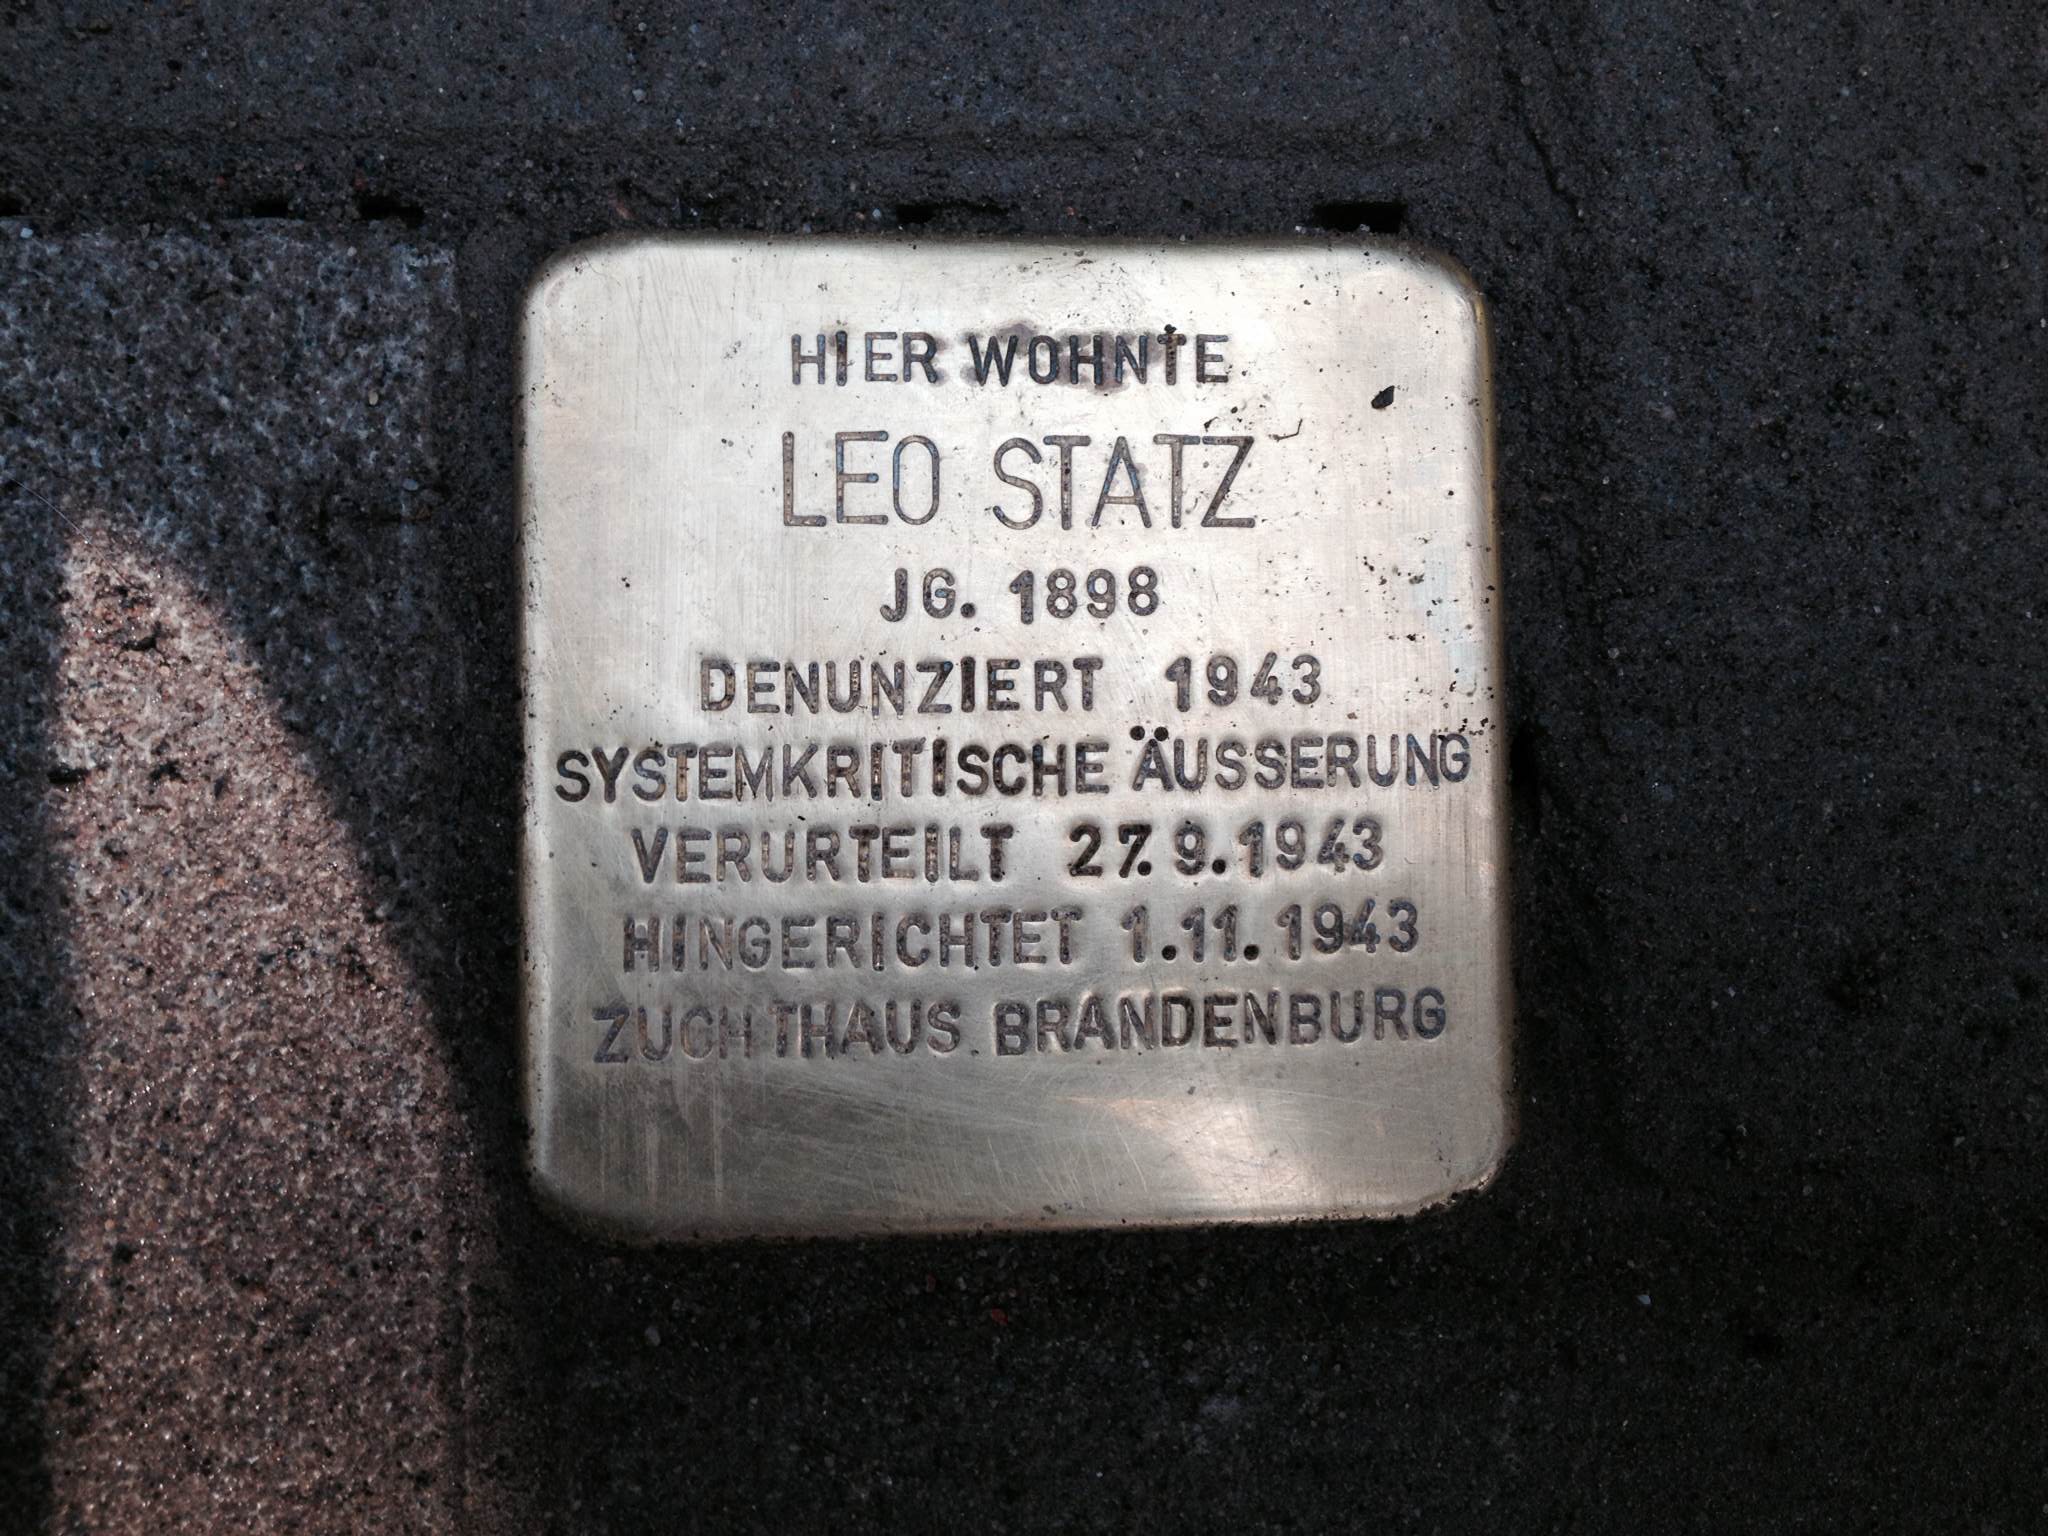 HIER WOHNTE
LEO STATZ
JG. 1898
DENUNZIERT 1943
SYSTEMKRITISCHE ÄUSSERUNG
VERURTEILT 27.9.1943
HINGERICHTET 1.11.1943
ZUCHTHAUS BRANDENBURG